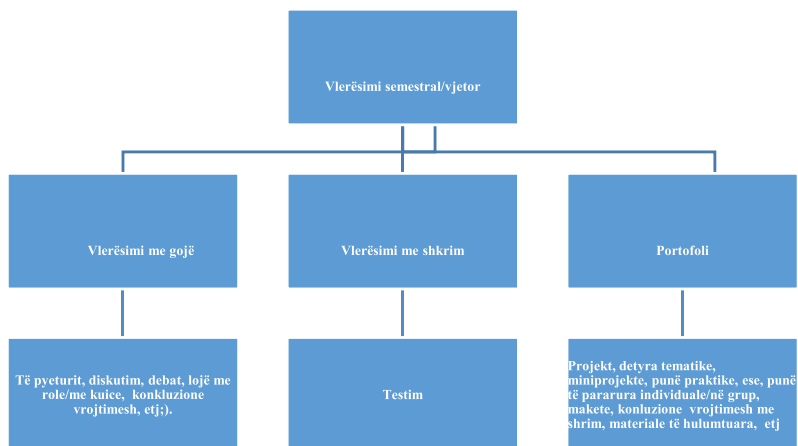 Vlerësimi semestral/vjetor
Vlerësimi me gojë
Vlerësimi me shkrim
Portofoli
Të pyeturit, diskutim, debat, lojë me
role/me kuice, konkluzione
vrojtimesh, etj;).
Testim
Projekt, detyra tematike,
miniprojekte, punë praktike, ese, punë
të pararura individuale/në grup,
makete, konluzione vrojtimesh me
shrim, materiale të hulumtuara, etj